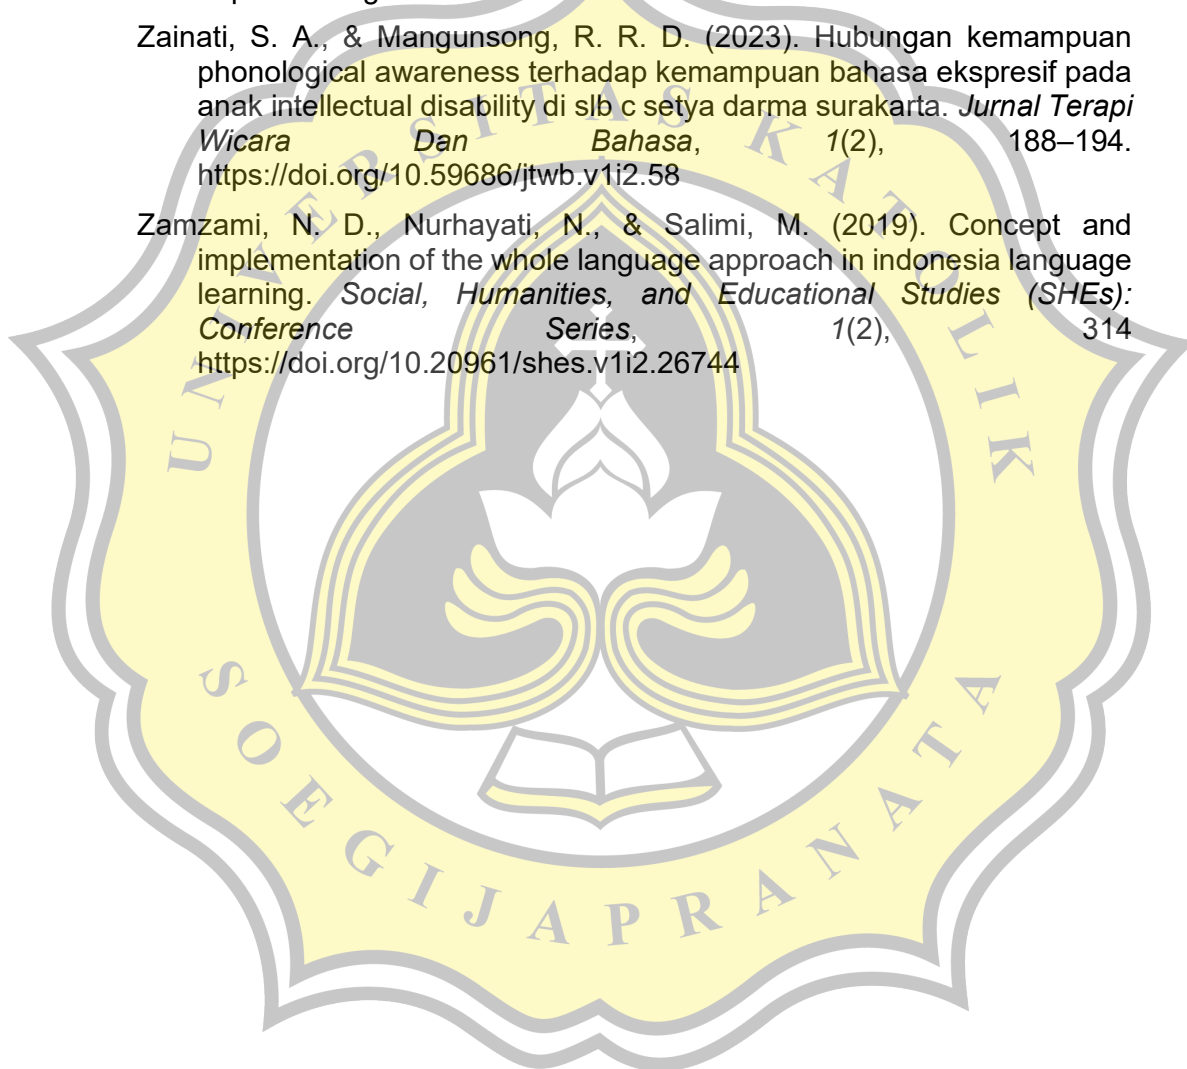 Zainati, S. A., & Mangunsong, R. R. D. (2023). Hubungan kemampuan
phonological awareness terhadap kemampuan bahasa ekspresif pada
anak intellectual disability di slb c setya darma surakarta. Jurnal Terapi
Wicara Dan Bahasa, 1(2), 188–194.
https://doi.org/10.59686/jtwb.v1i2.58
Zamzami, N. D., Nurhayati, N., & Salimi, M. (2019). Concept and
implementation of the whole language approach in indonesia language
learning. Social, Humanities, and Educational Studies (SHEs):
Conference Series, 1(2), 314
https://doi.org/10.20961/shes.v1i2.26744
UNIVERSITAS KATOLIK
SOEGIJAPRANATA